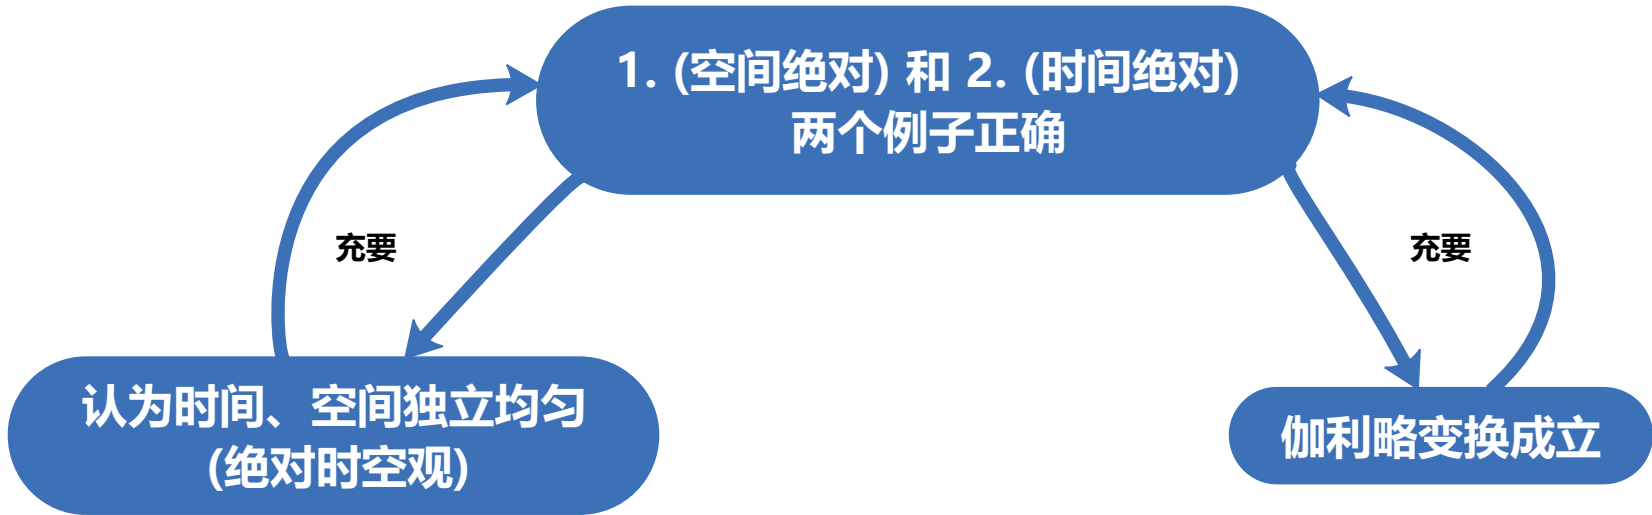 1. (空间绝对) 和 2. (时间绝对)
两个例子正确
充要
充要
认为时间、空间独立均匀
(绝对时空观)
伽利略变换成立